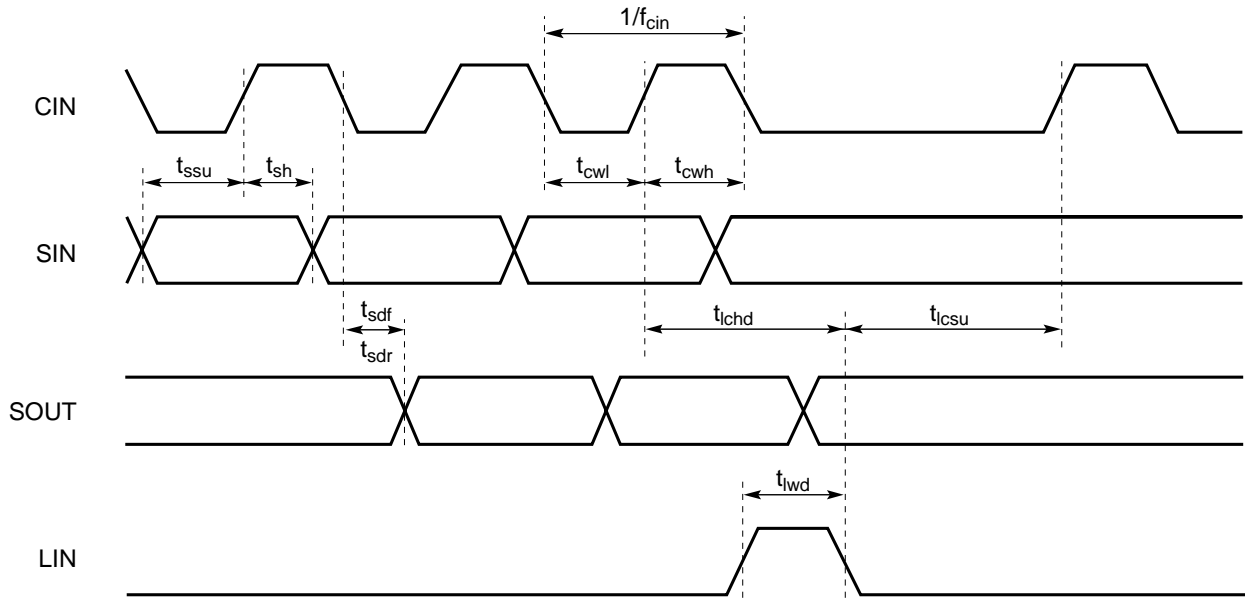 1/fcin
CIN
tssu
tsh
tcwl
tcwh
SIN
tsdf
tsdr
tlchd
tlcsu
SOUT
tlwd
LIN